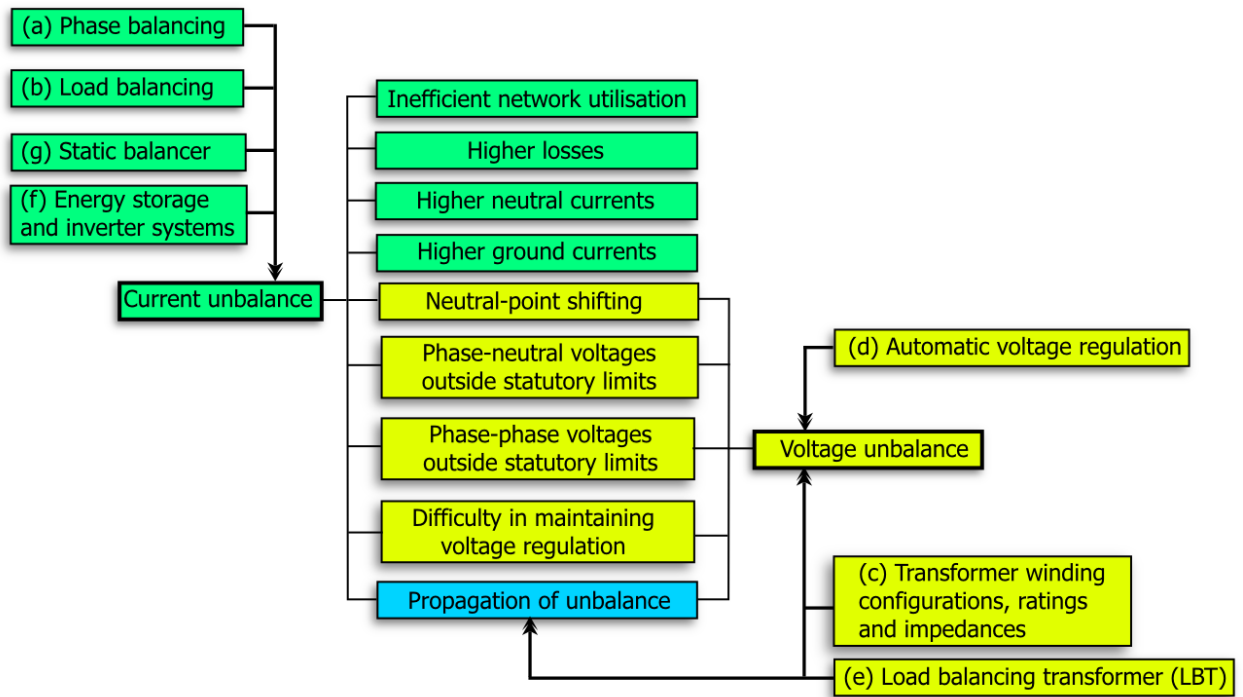 (a) Phase balancing
(b) Load balancing
(g) Static balancer
(f) Energy storage
and inverter systems
Current unbalance
Inefficient network utilisation
Higher losses
Higher neutral currents
Higher ground currents
Neutral-point shifting
Phase-neutral voltages
outside statutory limits
Phase-phase voltages
outside statutory limits
Difficulty in maintaining
voltage regulation
Propagation of unbalance
(d) Automatic voltage regulation
Voltage unbalance
(c) Transformer winding
configurations, ratings
and impedances
(e) Load balancing transformer (LBT)